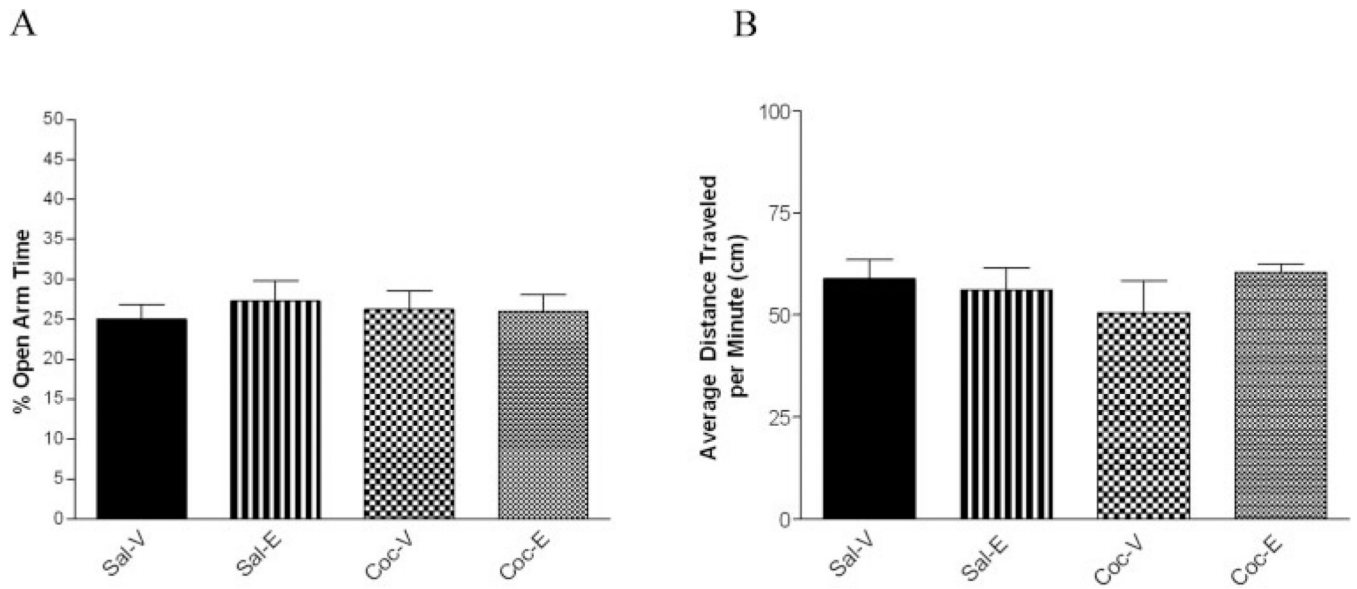 A
% Open Arm Time
50
45
40
35
30
25
20
15
10
5
0
Sal-V
Sal-E
Coc-V
Coc-E
B
Average Distance Traveled
per Minute (cm)
100
75
50
25
0
Sal-V
Sal-E
Coc-V
Coc-E